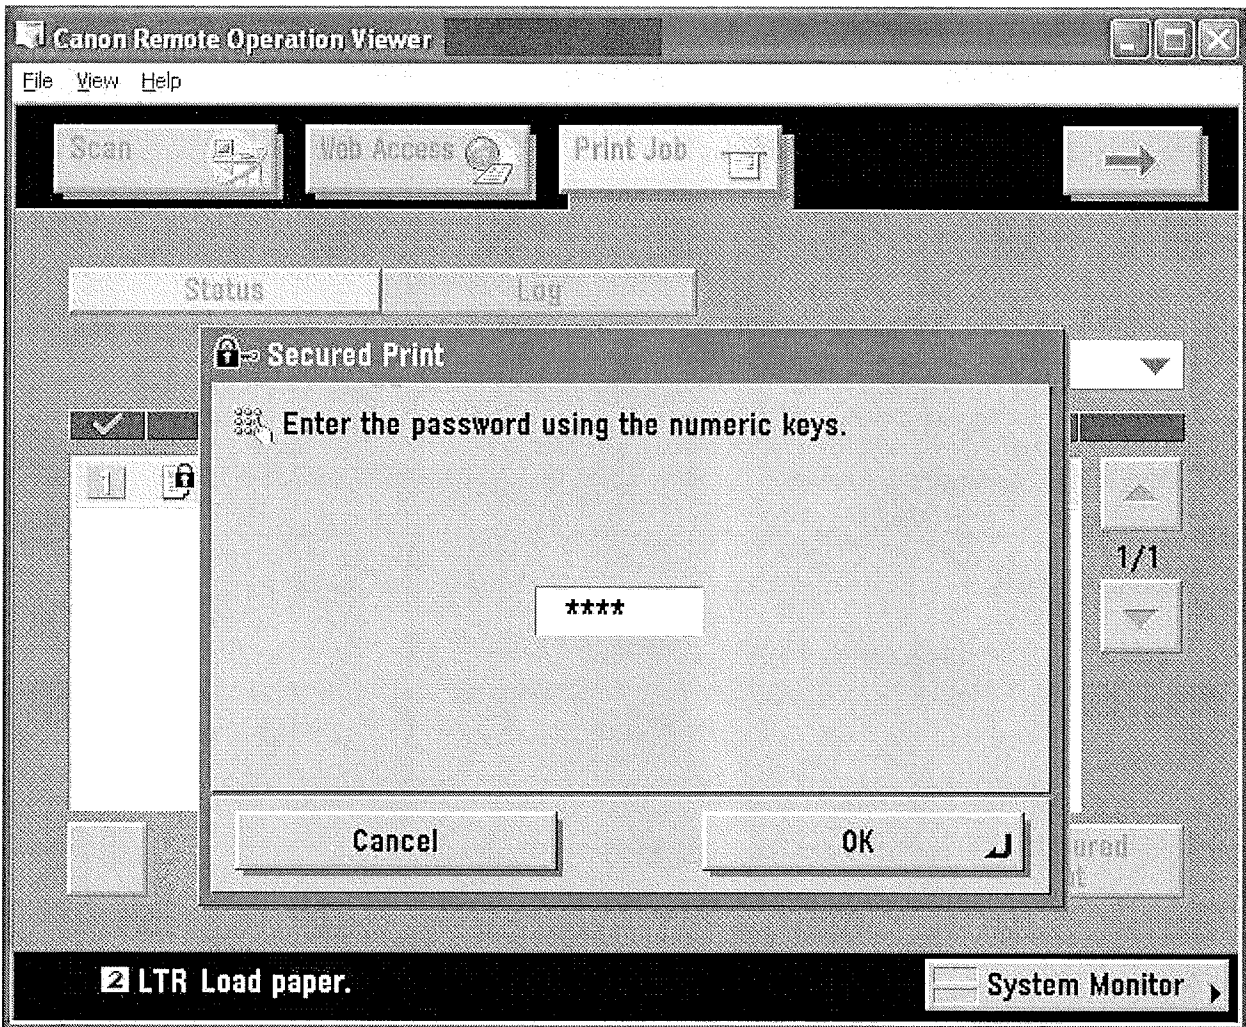 Canon Remote Operation Viewer
File View Help
Scan
Web Access
Print Job
Status
Log
Secured Print
Enter the password using the numeric keys.
1
1/1
****
Cancel
OK
ured
t
2 LTR Load paper.
System Monitor